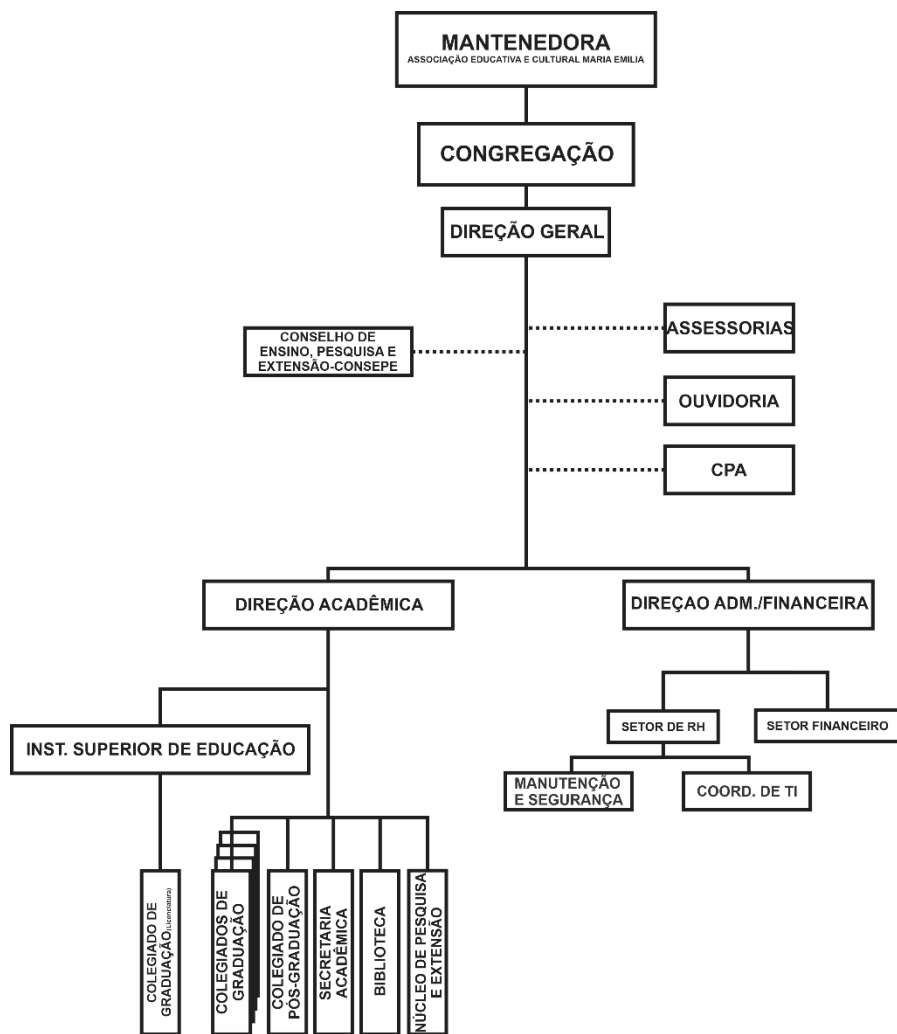 MANTENEDORA
ASSOCIAÇÃO EDUCATIVA E CULTURAL MARIA EMILIA
CONGREGAÇÃO
DIREÇÃO GERAL
ASSESSORIAS
CONSELHO DE
ENSINO, PESQUISA E
EXTENSÃO-CONSEPE
OUVIDORIA
CPA
DIREÇÃO ACADÊMICA
DIREÇAO ADM./FINANCEIRA
SETOR DE RH
SETOR FINANCEIRO
INST. SUPERIOR DE EDUCAÇÃO
MANUTENÇÃO
E SEGURANÇA
COORD. DE TI
COLEGIADO DE
GRADUAÇÃO(Licenciatura)
COLEGIADOS DE
GRADUAÇÃO
COLEGIADO DE
PÓS-GRADUAÇÃO
SECRETARIA
ACADÊMICA
BIBLIOTECA
NÚCLEO DE PESQUISA
E EXTENSÃO